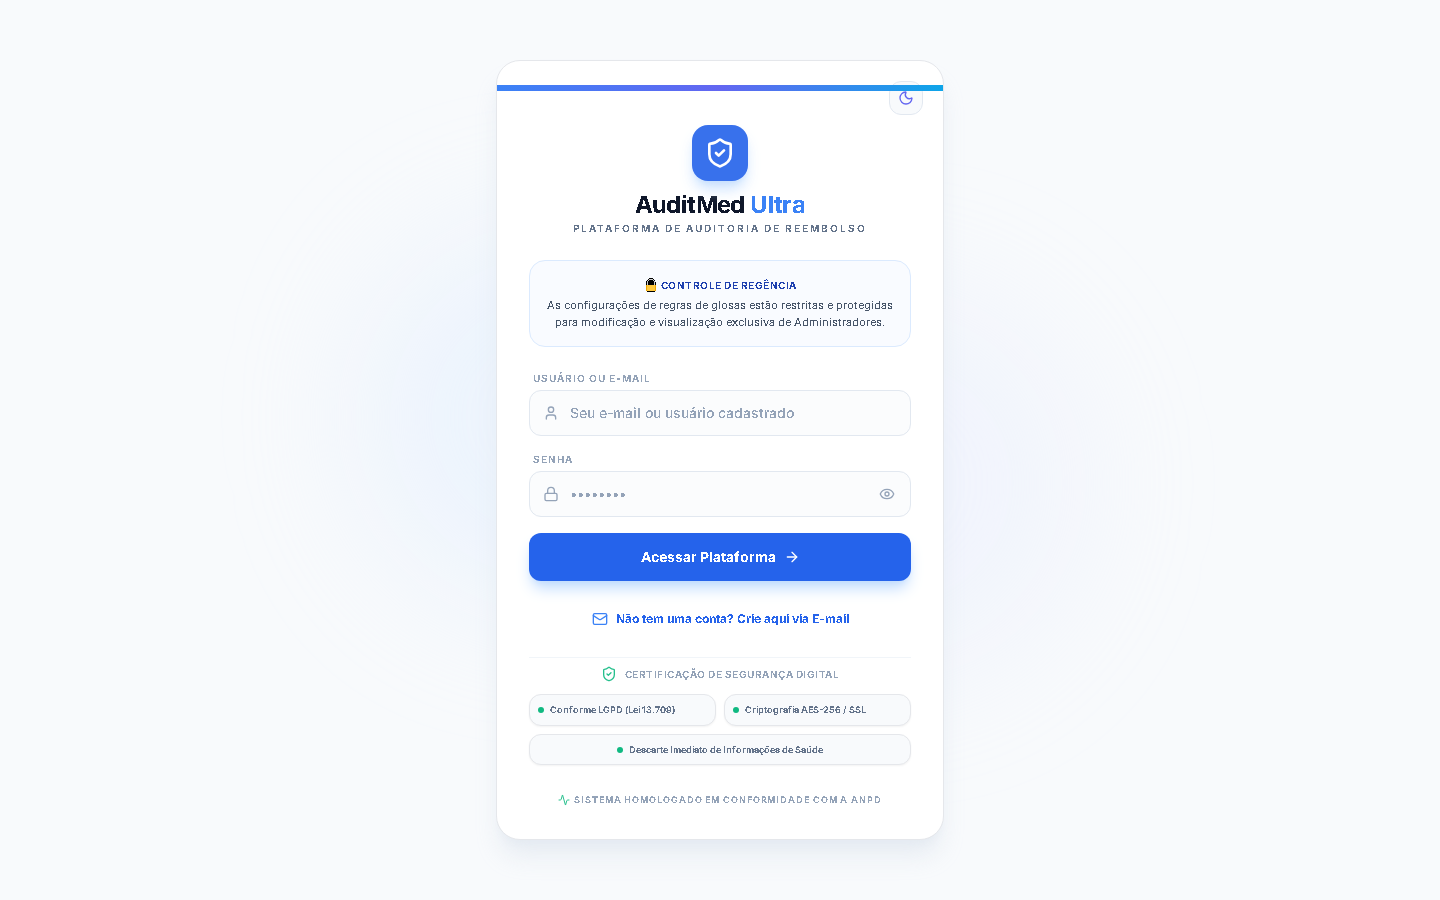 AuditMed Ultra
PLATAFORMA DE AUDITORIA DE REEMBOLSO
CONTROLE DE REGÊNCIA
As configurações de regras de glosas estão restritas e protegidas
para modificação e visualização exclusiva de Administradores.
USUÁRIO OU E-MAIL
Seu e-mail ou usuário cadastrado
SENHA
••••••••
Acessar Plataforma →
Não tem uma conta? Crie aqui via E-mail
CERTIFICAÇÃO DE SEGURANÇA DIGITAL
Conforme LGPD (Lei 13.709)
Criptografia AES-256 / SSL
Descarte Imediato de Informações de Saúde
SISTEMA HOMOLOGADO EM CONFORMIDADE COM A ANPD